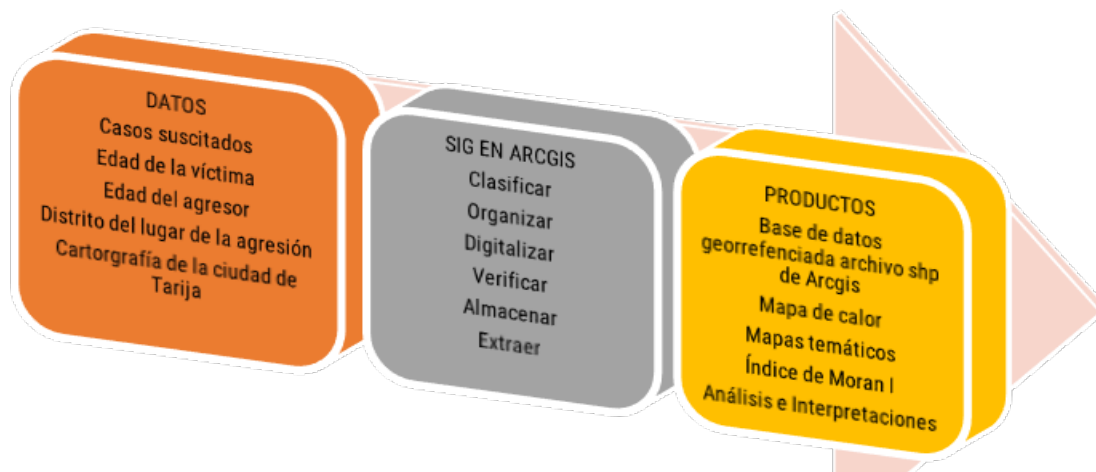 DATOS
Casos suscitados
Edad de la víctima
Edad del agresor
Distrito del lugar de la agresión
Cartorgrafía de la ciudad de
Tarija
SIG EN ARCGIS
Clasificar
Organizar
Digitalizar
Verificar
Almacenar
Extraer
PRODUCTOS
Base de datos
georrefenciada archivo shp
de Arcgis
Mapa de calor
Mapas temáticos
Índice de Moran I
Análisis e Interpretaciones